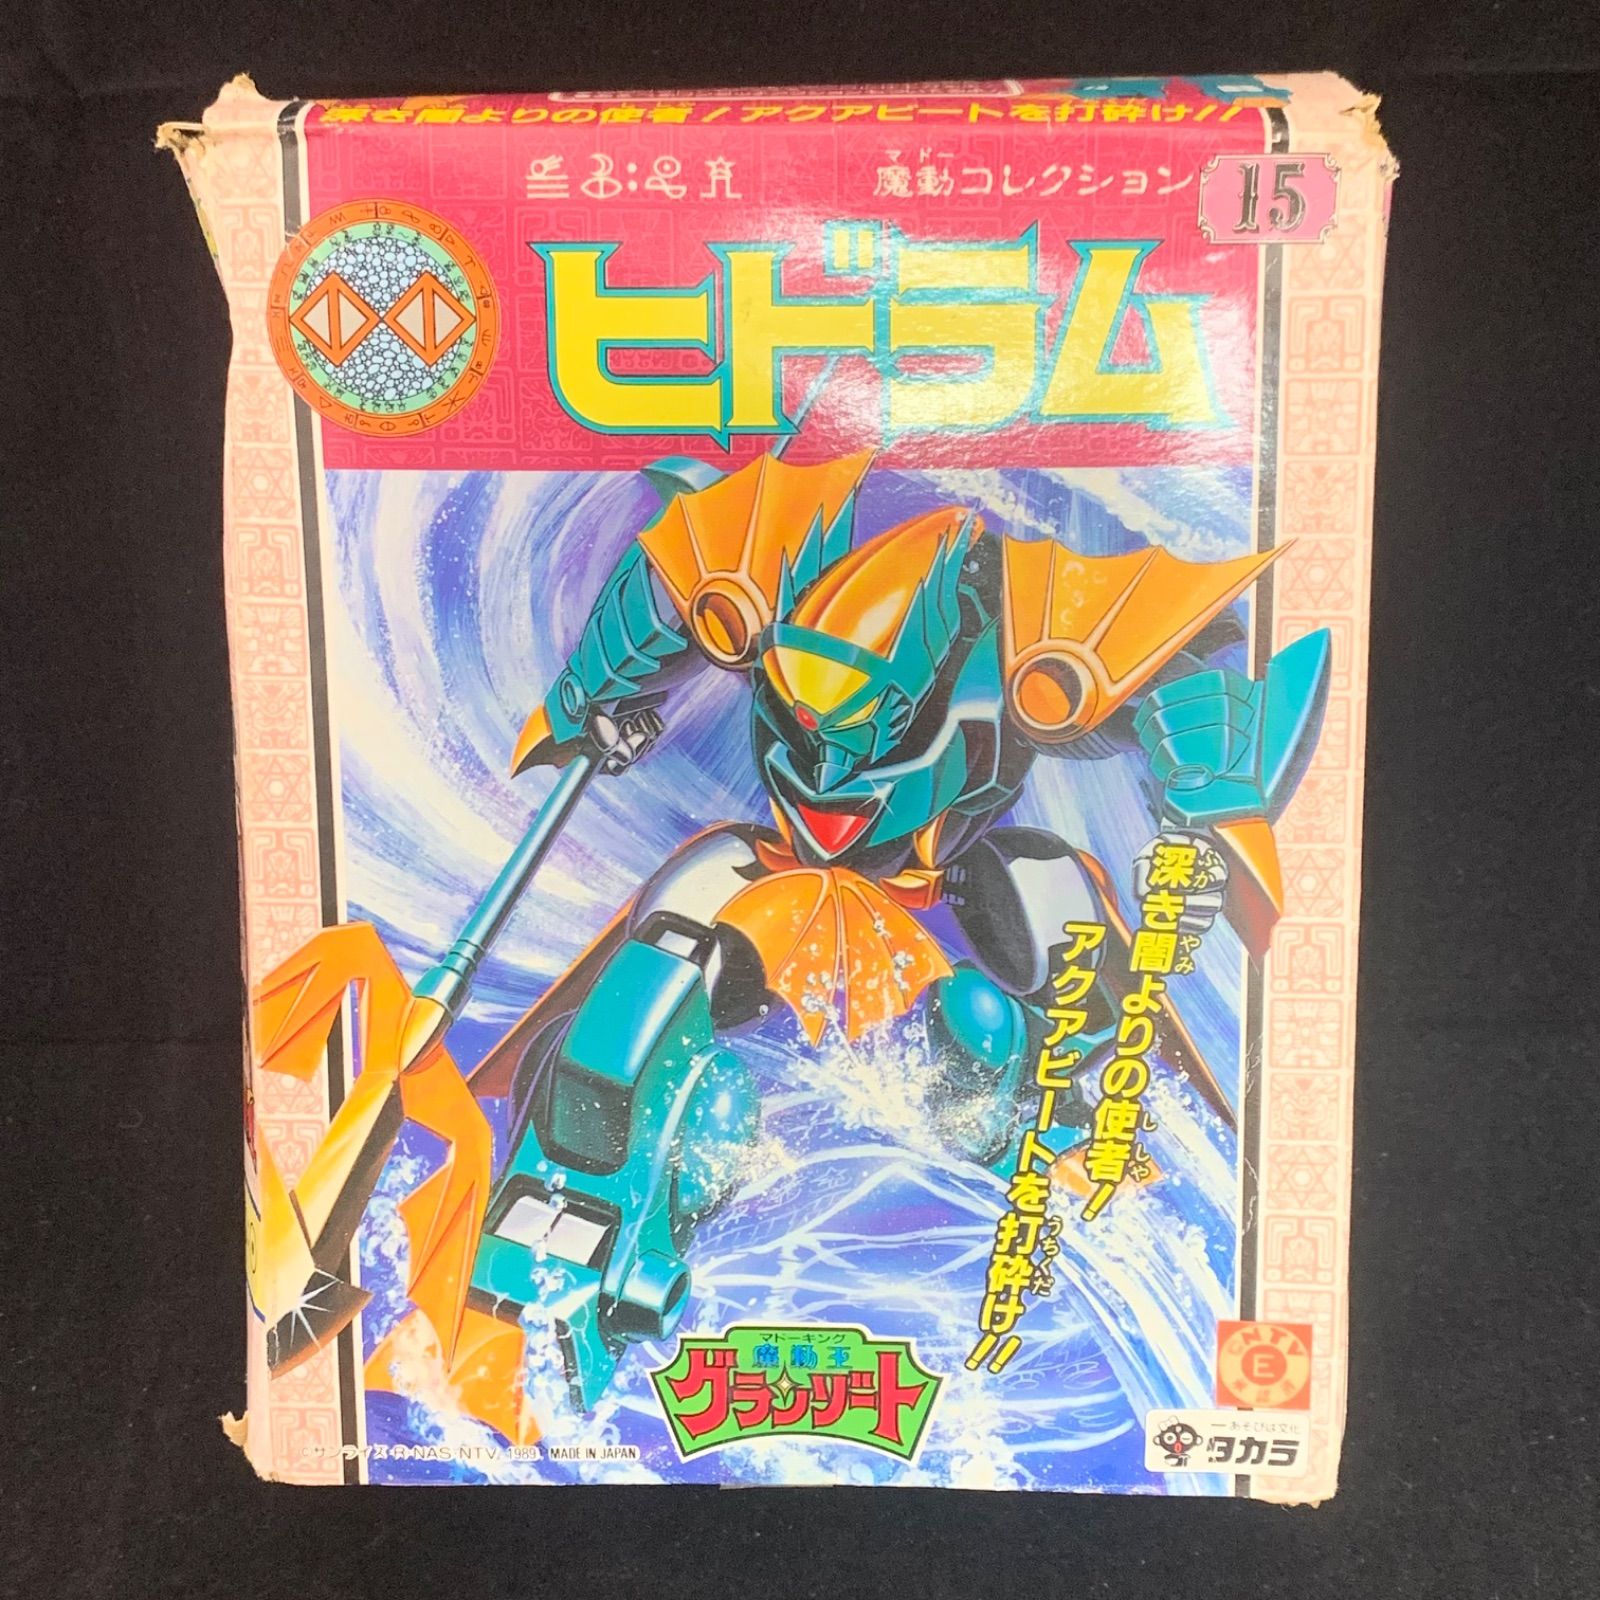 深き闇よりの使者!アクアビートを打砕け!!
マドー
魔動コレクション
15
ヒドラム
深き闇よりの使者!
ふか
やみ
ししゃ
アクアビートを打砕け!!
うちくだ
マドーキング
魔動王
グランゾート
NTV
E
©サンライズ・R・NAS・NTV, 1989, MADE IN JAPAN
あそびは文化
タカラ